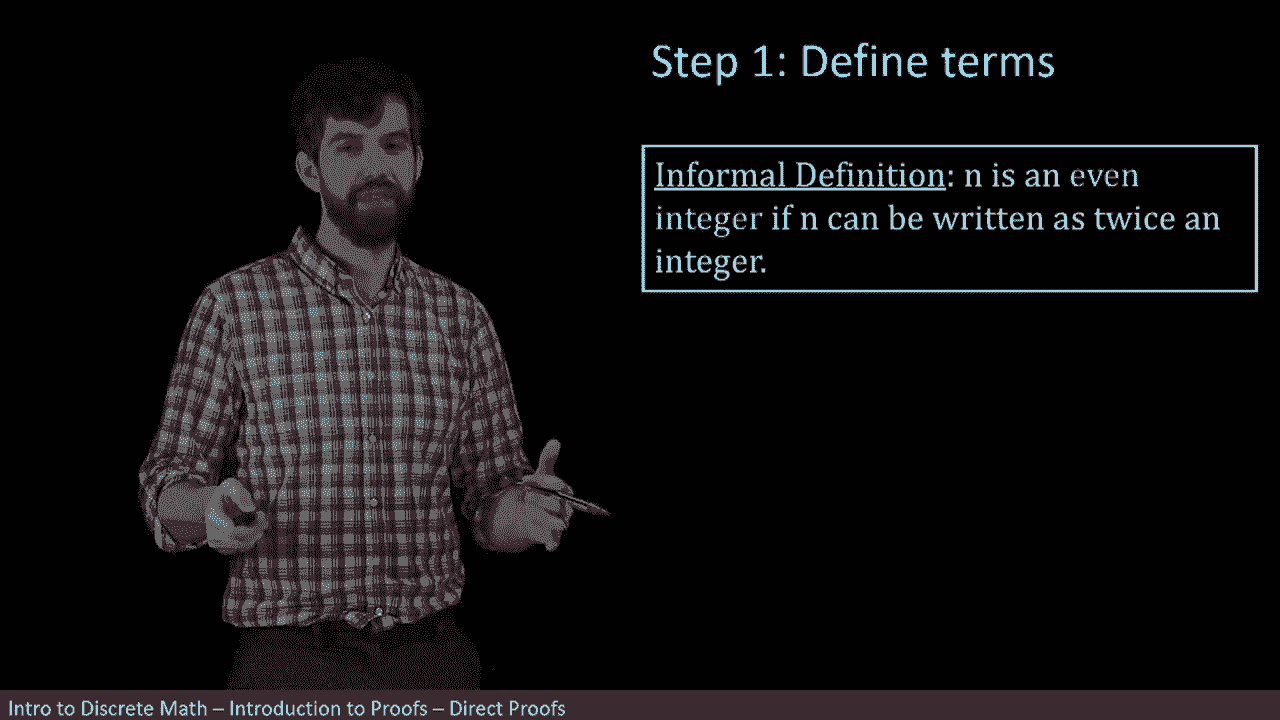 Step 1: Define terms
Informal Definition: n is an even
integer if n can be written as twice an
integer.
Intro to Discrete Math – Introduction to Proofs – Direct Proofs